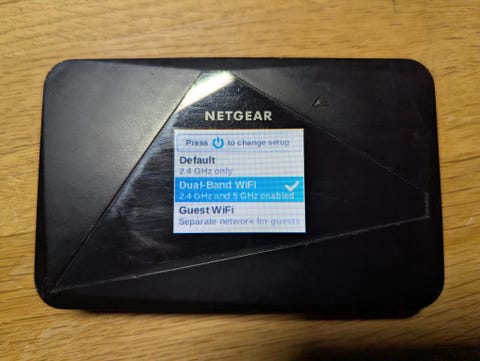 NETGEAR
Press to change setup
Default
2.4 GHz only
Dual-Band WiFi
2.4 GHz and 5 GHz enabled
Guest WiFi
Separate network for guests